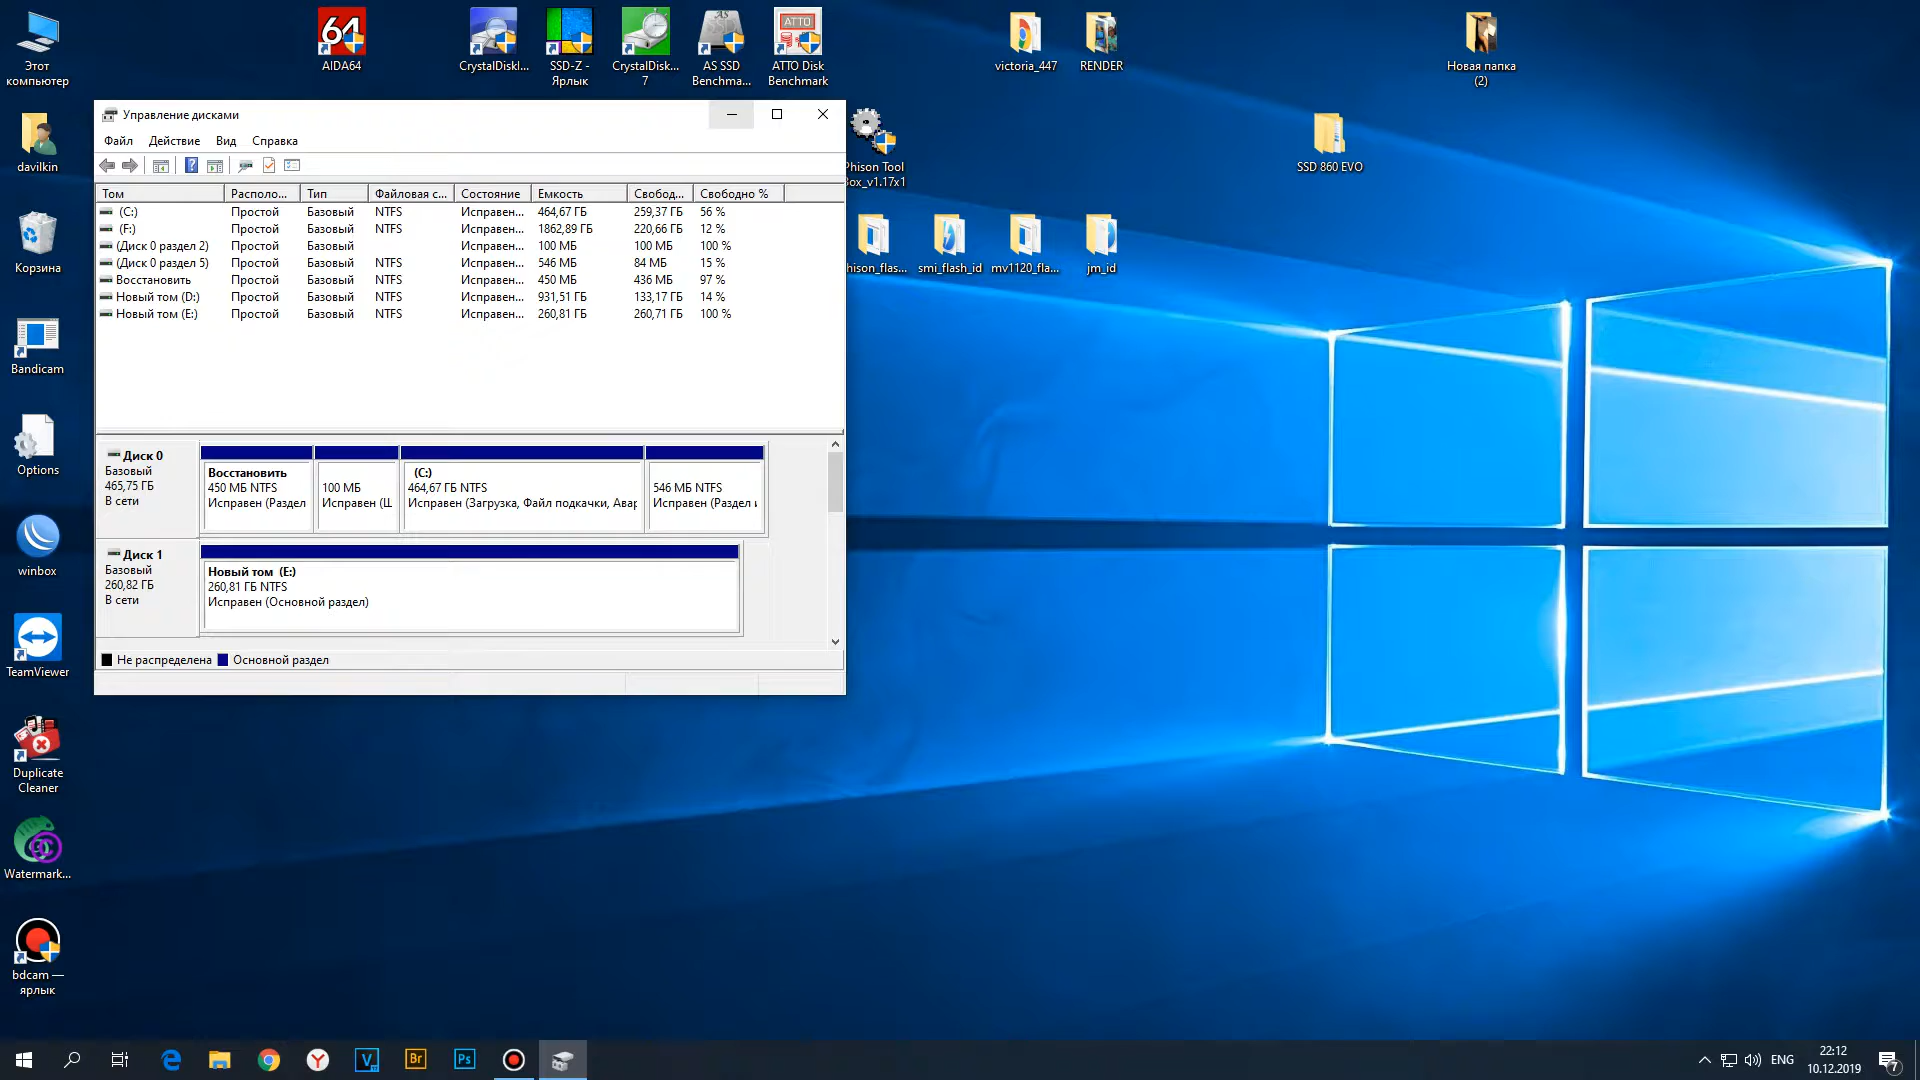 Этот
компьютер
AIDA64
CrystalDiskI...
SSD-Z -
Ярлык
CrystalDisk...
7
AS SSD
Benchma...
ATTO Disk
Benchmark
victoria_447
RENDER
Новая папка
(2)
davilkin
Корзина
Bandicam
Options
winbox
TeamViewer
Duplicate
Cleaner
Watermark...
bdcam —
ярлык
Phison Tool
Box_v1.17x1
SSD 860 EVO
hison_flas...
smi_flash_id
mv1120_fla...
jm_id
Управление дисками
Файл Действие Вид Справка
Том Располо... Тип Файловая с... Состояние Емкость Свобод... Свободно %
(C:) Простой Базовый NTFS Исправен... 464,67 ГБ 259,37 ГБ 56 %
(F:) Простой Базовый NTFS Исправен... 1862,89 ГБ 220,66 ГБ 12 %
(Диск 0 раздел 2) Простой Базовый Исправен... 100 МБ 100 МБ 100 %
(Диск 0 раздел 5) Простой Базовый NTFS Исправен... 546 МБ 84 МБ 15 %
Восстановить Простой Базовый NTFS Исправен... 450 МБ 436 МБ 97 %
Новый том (D:) Простой Базовый NTFS Исправен... 931,51 ГБ 133,17 ГБ 14 %
Новый том (E:) Простой Базовый NTFS Исправен... 260,81 ГБ 260,71 ГБ 100 %
Диск 0
Базовый
465,75 ГБ
В сети
Восстановить
450 МБ NTFS
Исправен (Раздел
100 МБ
Исправен (Ш
(C:)
464,67 ГБ NTFS
Исправен (Загрузка, Файл подкачки, Авар
546 МБ NTFS
Исправен (Раздел и
Диск 1
Базовый
260,82 ГБ
В сети
Новый том (E:)
260,81 ГБ NTFS
Исправен (Основной раздел)
Не распределена Основной раздел
ENG
22:12
10.12.2019
7